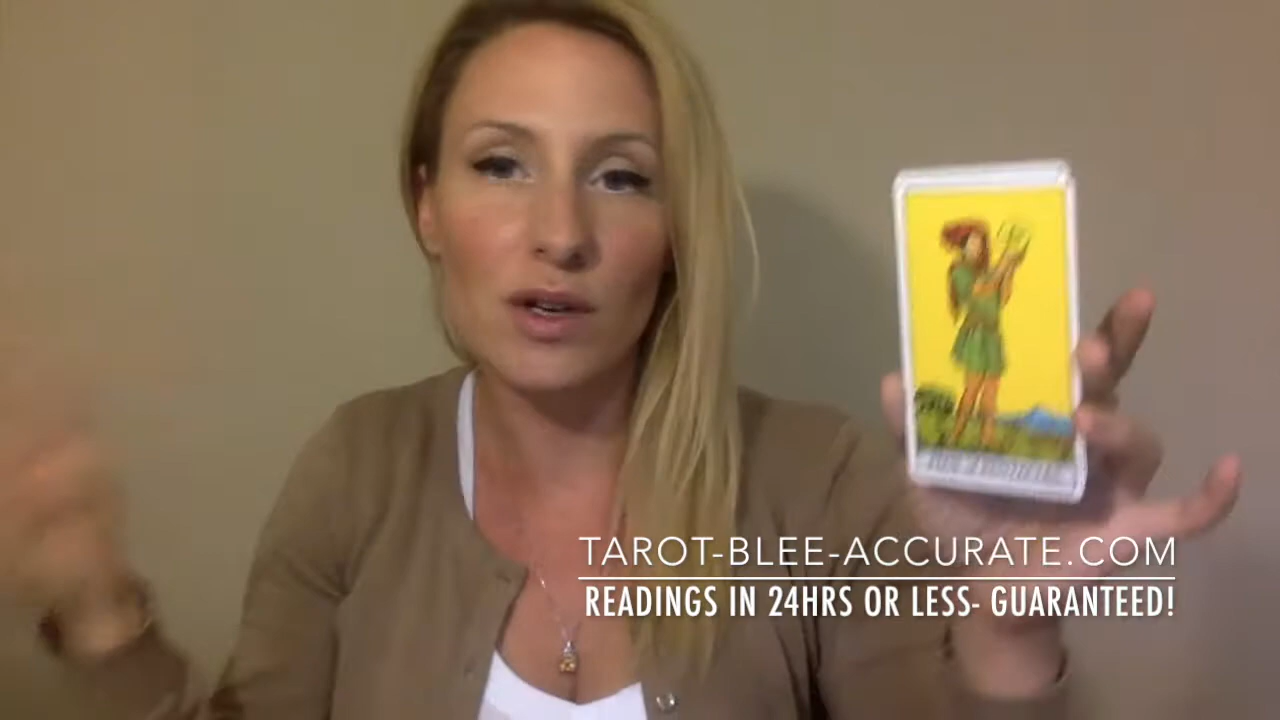 TAROT-BLEE-ACCURATE.COM
READINGS IN 24HRS OR LESS- GUARANTEED!